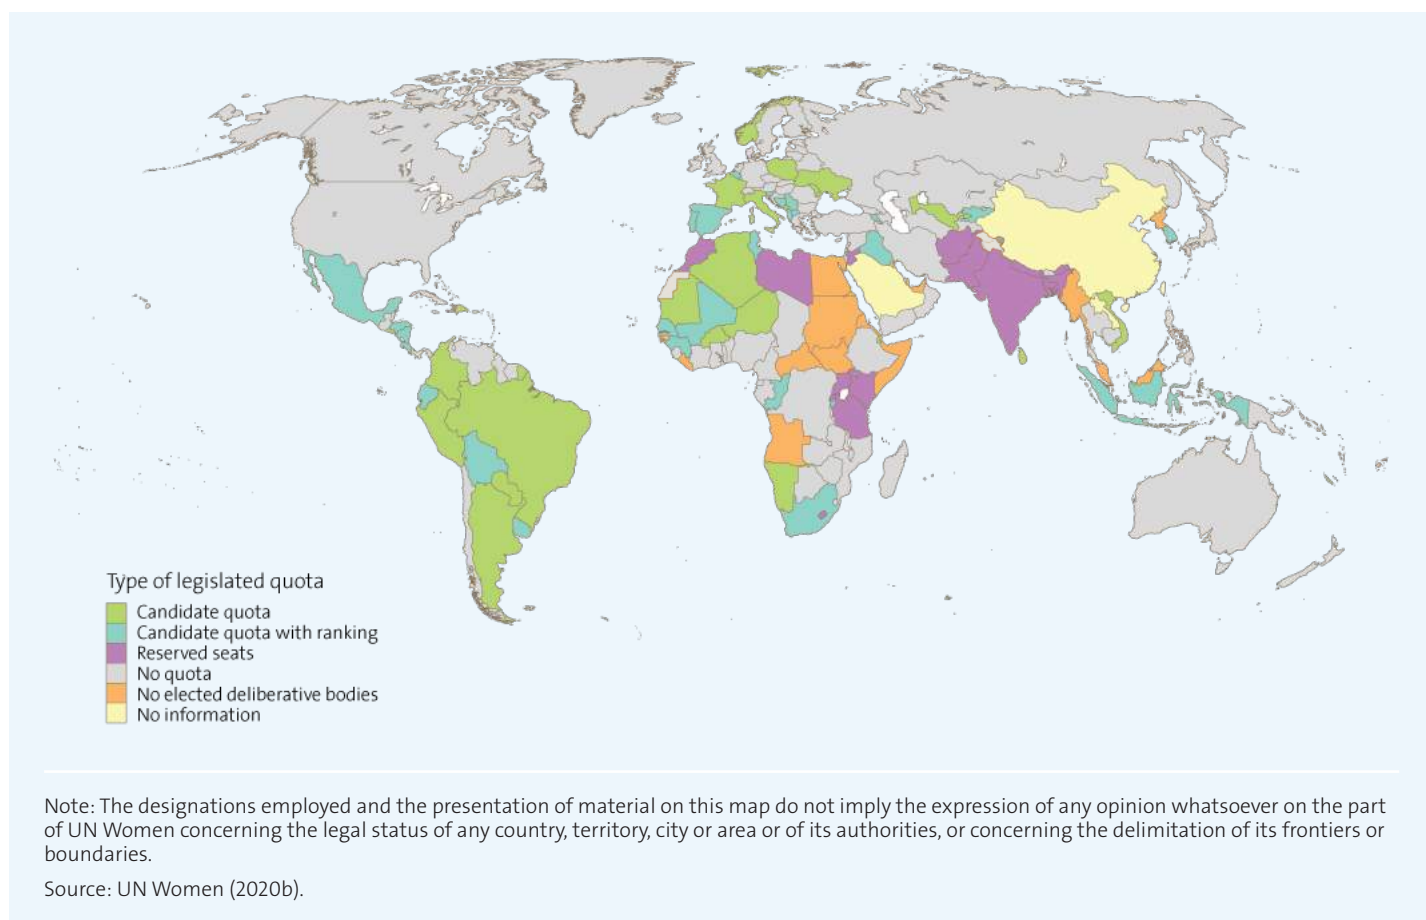 Type of legislated quota
Candidate quota
Candidate quota with ranking
Reserved seats
No quota
No elected deliberative bodies
No information
Note: The designations employed and the presentation of material on this map do not imply the expression of any opinion whatsoever on the part
of UN Women concerning the legal status of any country, territory, city or area or of its authorities, or concerning the delimitation of its frontiers or
boundaries.
Source: UN Women (2020b).